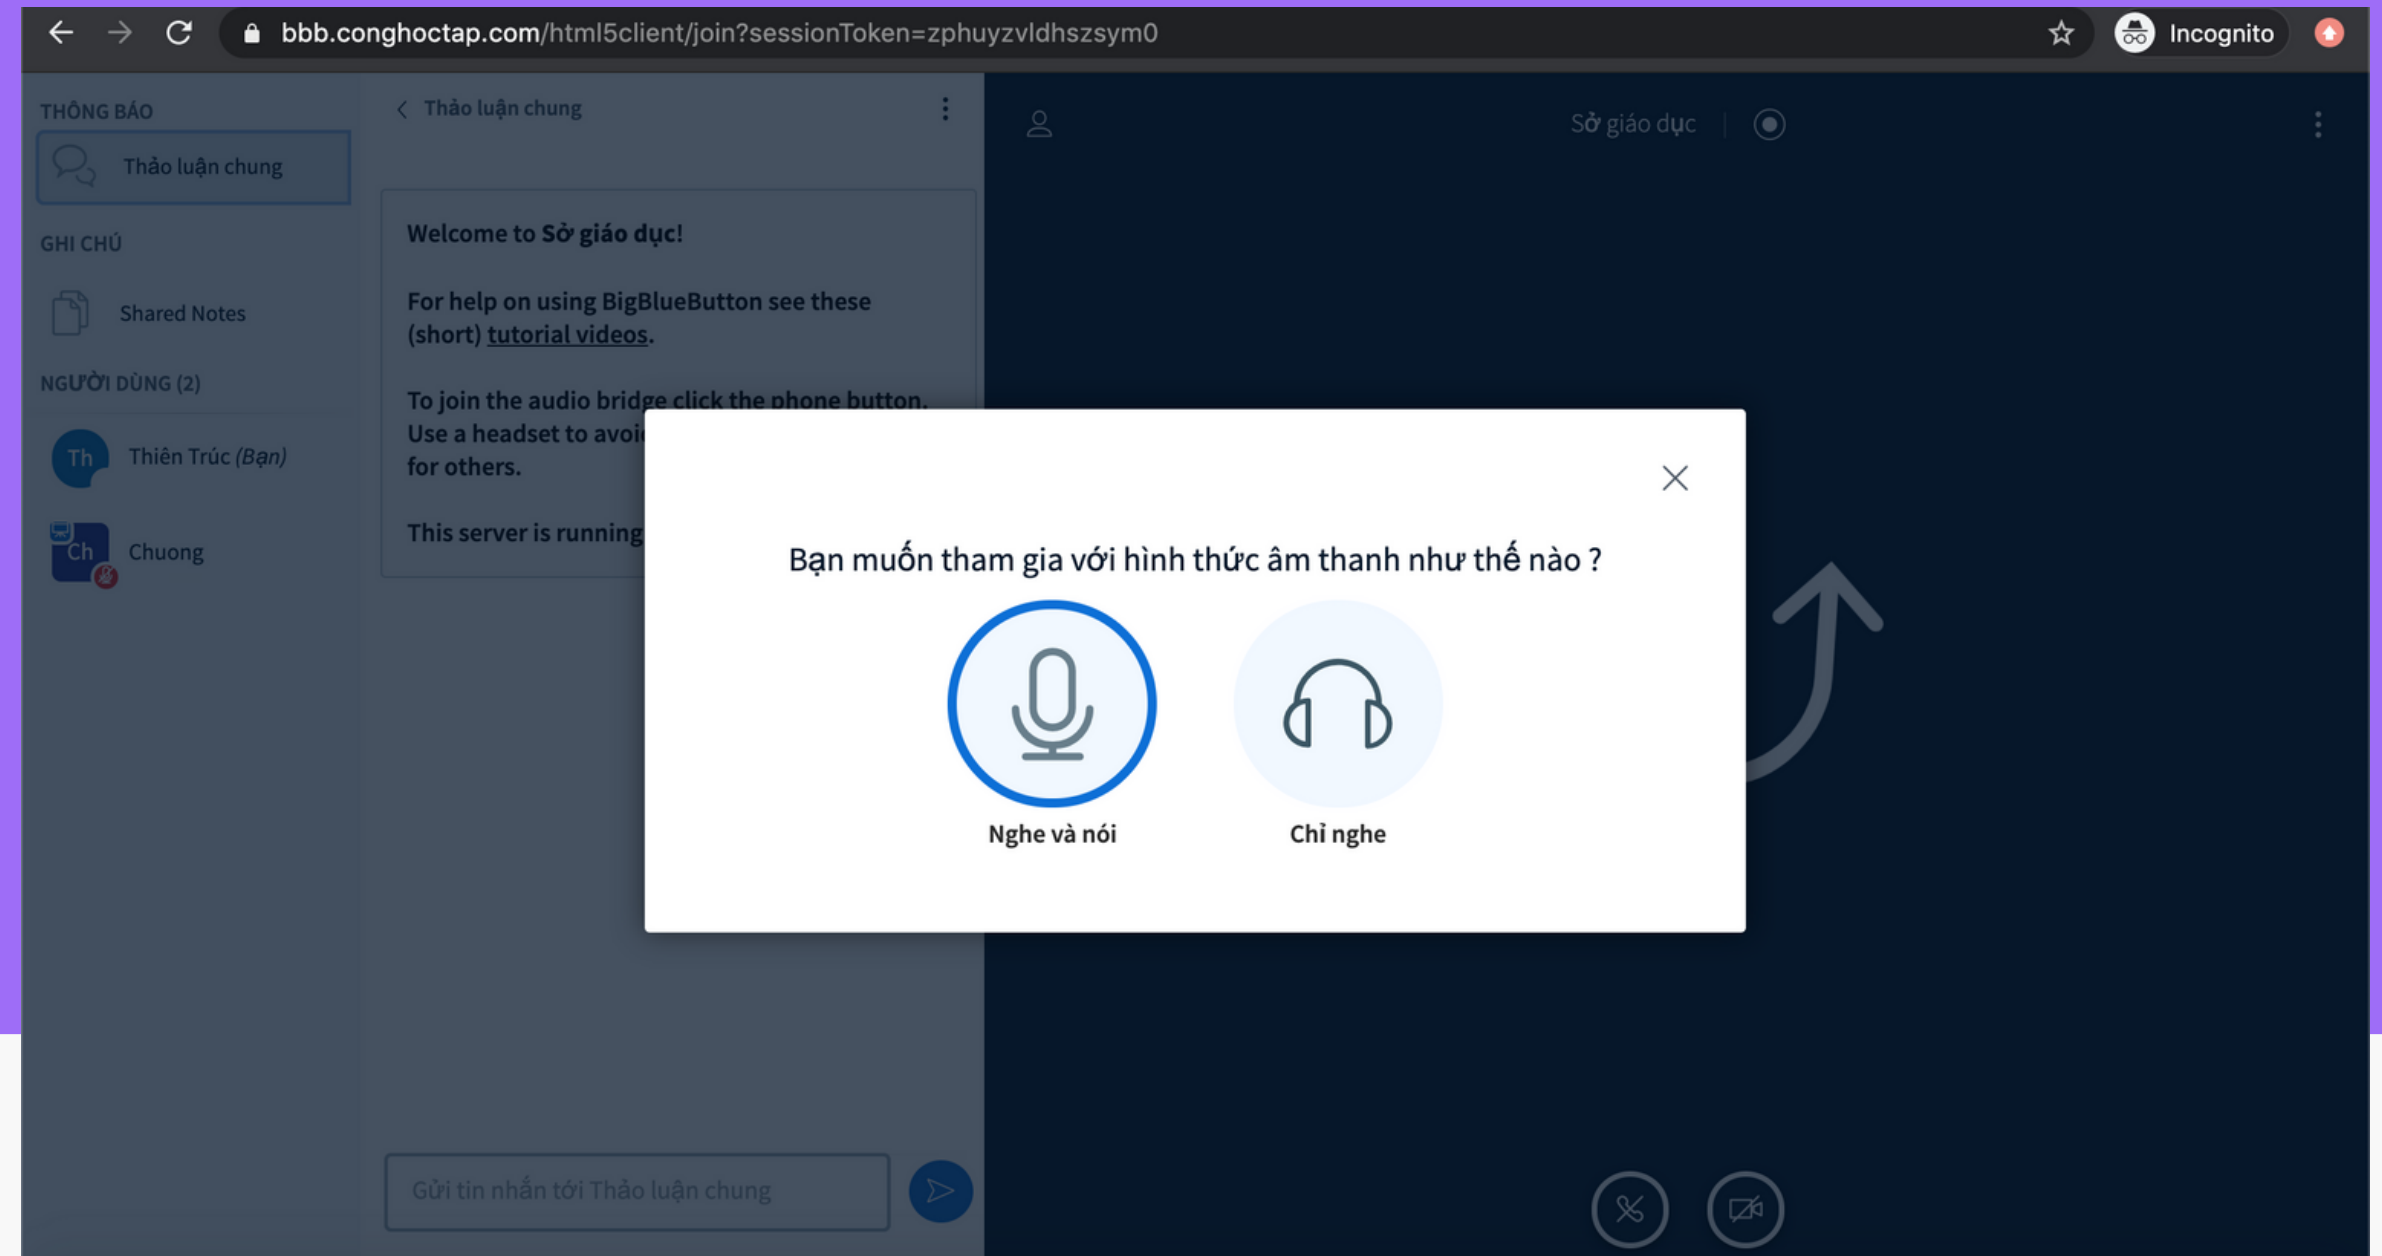 bbb.conghoctap.com/html5client/join?sessionToken=zphuyzvldhszsym0
Incognito
THÔNG BÁO
Thảo luận chung
GHI CHÚ
Shared Notes
NGƯỜI DÙNG (2)
Th
Thiên Trúc (Bạn)
Ch
Chuong
Thảo luận chung
Welcome to Sở giáo dục!
For help on using BigBlueButton see these
(short) tutorial videos.
To join the audio bridge click the phone button.
Use a headset to avoi
for others.
This server is running
Gửi tin nhắn tới Thảo luận chung
Sở giáo dục
Bạn muốn tham gia với hình thức âm thanh như thế nào ?
Nghe và nói
Chỉ nghe